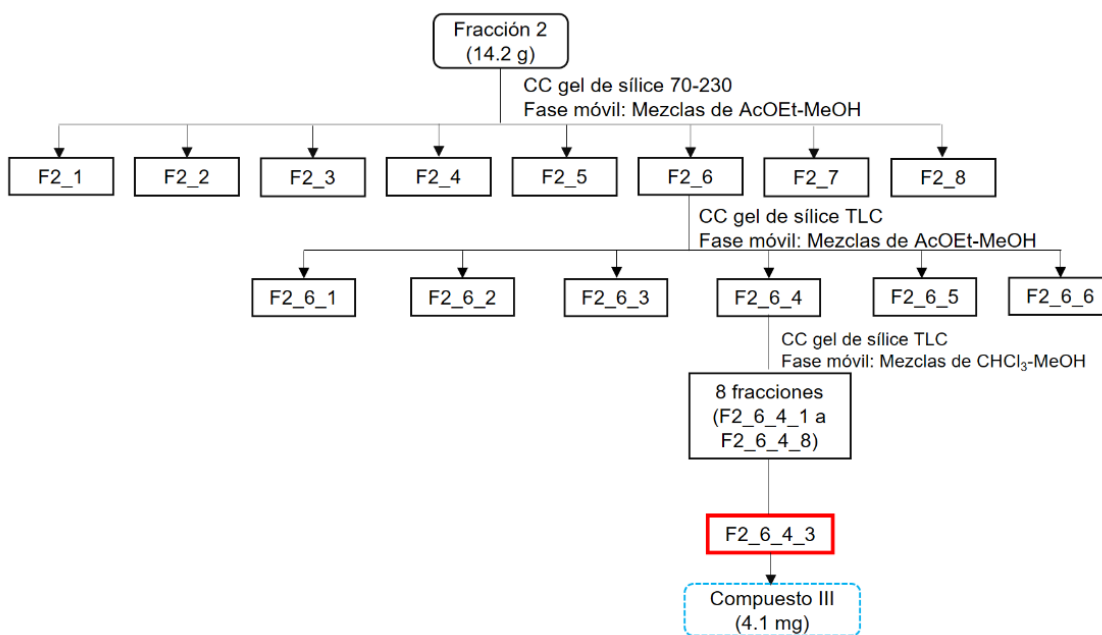 Fracción 2
(14.2 g)
CC gel de sílice 70-230
Fase móvil: Mezclas de AcOEt-MeOH
F2_1
F2_2
F2_3
F2_4
F2_5
F2_6
F2_7
F2_8
CC gel de sílice TLC
Fase móvil: Mezclas de AcOEt-MeOH
F2_6_1
F2_6_2
F2_6_3
F2_6_4
F2_6_5
F2_6_6
CC gel de sílice TLC
Fase móvil: Mezclas de CHCl₃-MeOH
8 fracciones
(F2_6_4_1 a
F2_6_4_8)
F2_6_4_3
Compuesto III
(4.1 mg)